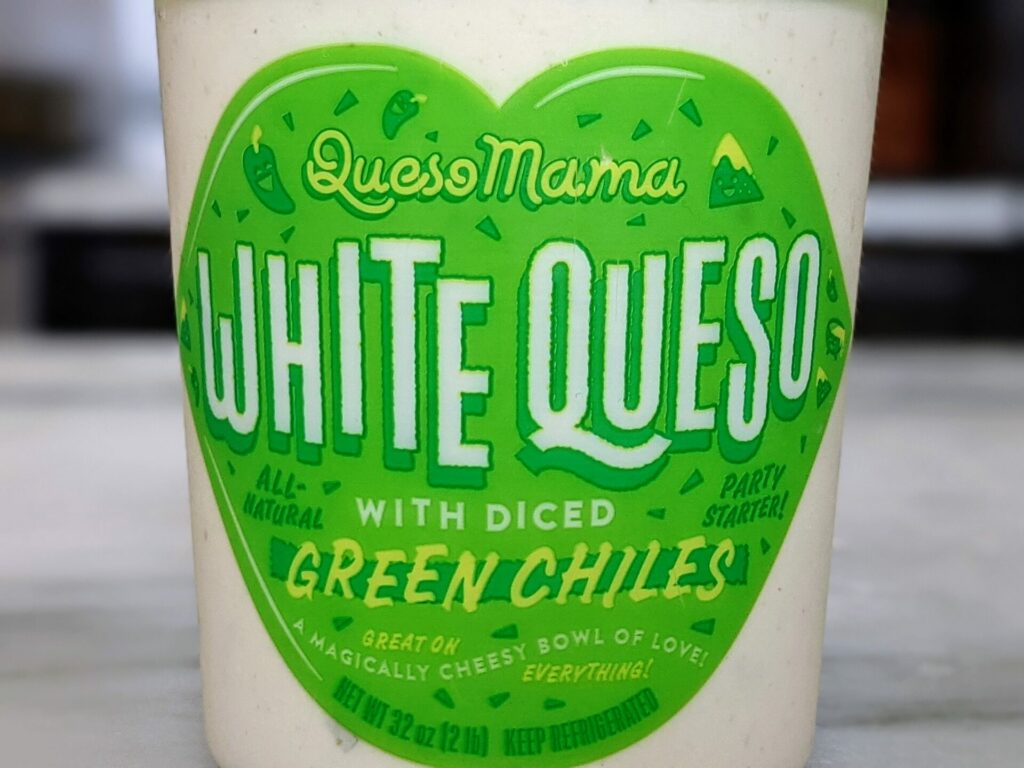 QuesoMama
WHITE QUESO
ALL-
NATURAL
WITH DICED
PARTY
STARTER!
GREEN CHILES
GREAT ON
A MAGICALLY CHEESY BOWL OF LOVE!
EVERYTHING!
NET WT 32 oz (2 lb) KEEP REFRIGERATED